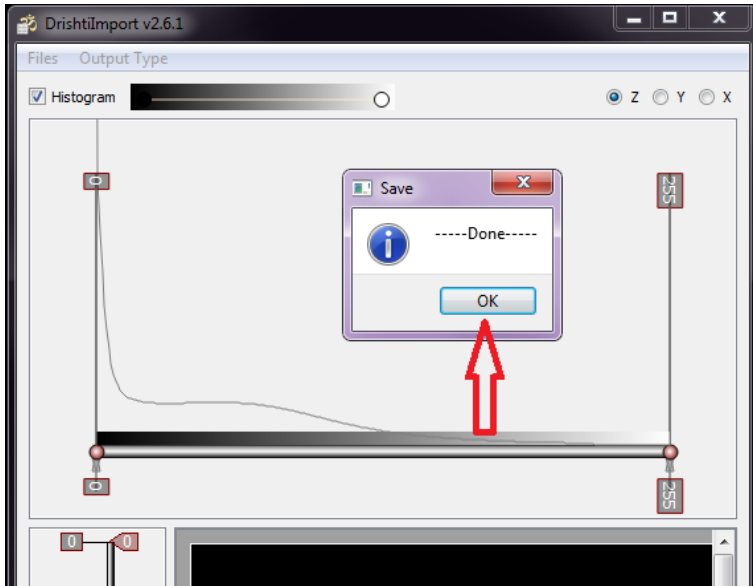 DrishtiImport v2.6.1
Files Output Type
Histogram Z Y X
0 255
Save
-----Done-----
OK
0 255
0 0